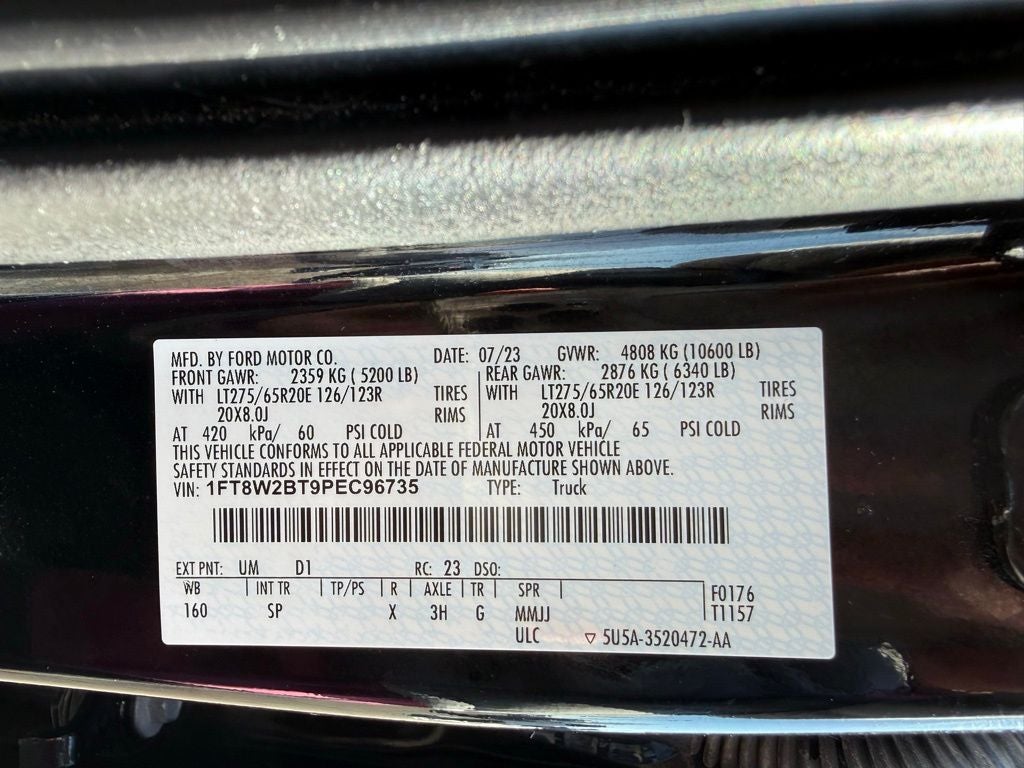 MFD. BY FORD MOTOR CO. DATE: 07/23 GVWR: 4808 KG (10600 LB)
FRONT GAWR: 2359 KG ( 5200 LB) REAR GAWR: 2876 KG ( 6340 LB)
WITH LT275/65R20E 126/123R TIRES WITH LT275/65R20E 126/123R TIRES
20X8.0J RIMS 20X8.0J RIMS
AT 420 kPa/ 60 PSI COLD AT 450 kPa/ 65 PSI COLD
THIS VEHICLE CONFORMS TO ALL APPLICABLE FEDERAL MOTOR VEHICLE
SAFETY STANDARDS IN EFFECT ON THE DATE OF MANUFACTURE SHOWN ABOVE.
VIN: 1FT8W2BT9PEC96735 TYPE: Truck
EXT PNT: UM D1 RC: 23 DSO:
WB INT TR TP/PS R AXLE TR SPR F0176
160 SP X 3H G MMJJ T1157
ULC ▽ 5U5A-3520472-AA